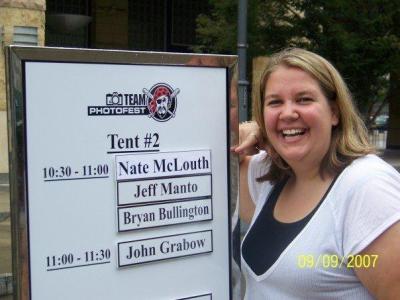 TEAM
PHOTOFEST
Tent #2
10:30 - 11:00 Nate McLouth
Jeff Manto
Bryan Bullington
11:00 - 11:30 John Grabow
09/09/2007